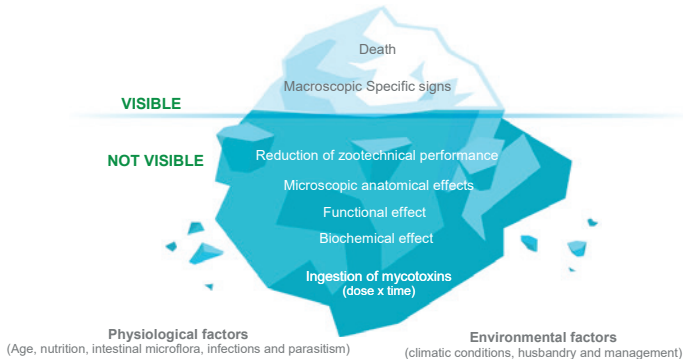 Death
Macroscopic Specific signs
VISIBLE
NOT VISIBLE
Reduction of zootechnical performance
Microscopic anatomical effects
Functional effect
Biochemical effect
Ingestion of mycotoxins
(dose x time)
Physiological factors
(Age, nutrition, intestinal microflora, infections and parasitism)
Environmental factors
(climatic conditions, husbandry and management)